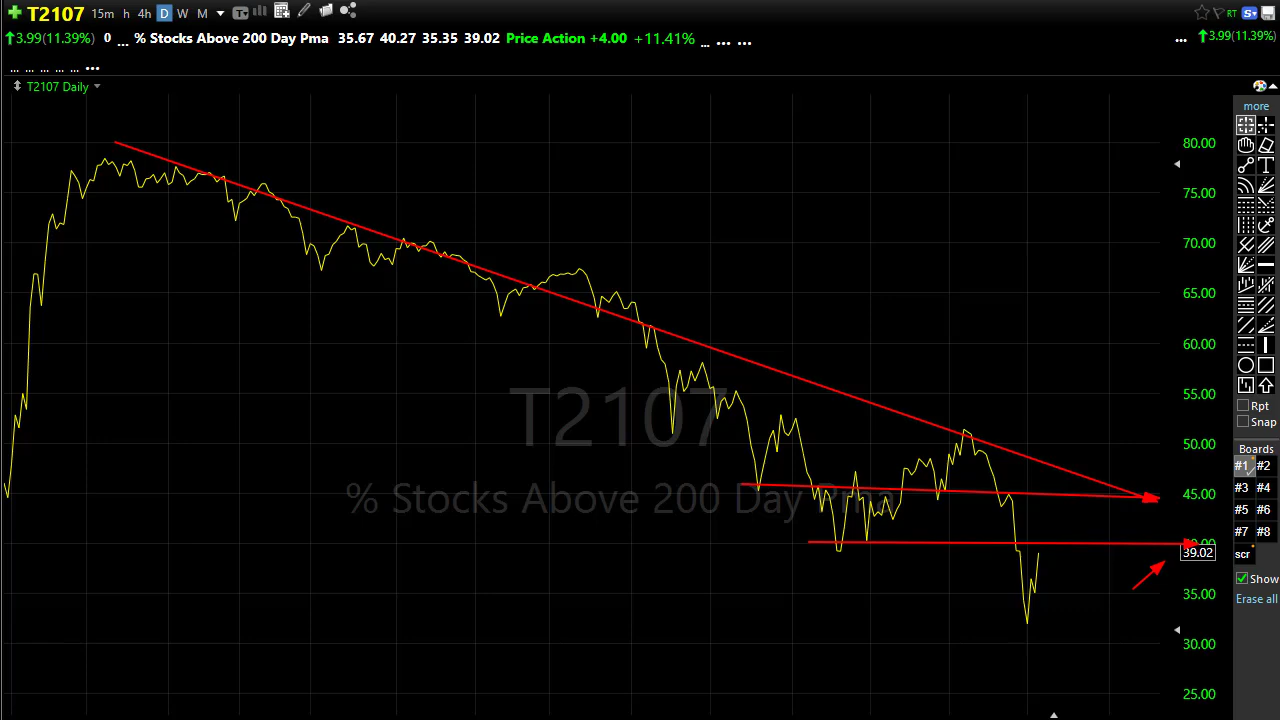 T2107 15m h 4h D W M T RT S
3.99(11.39%) 0 ... % Stocks Above 200 Day Pma 35.67 40.27 35.35 39.02 Price Action +4.00 +11.41% ... ... ... ... 3.99(11.39%)
... ... ... ... ... ...
T2107 Daily
more
80.00
T
75.00
70.00
65.00
60.00
55.00
Rpt
Snap
T2107
50.00
Boards
#1 #2
% Stocks Above 200 Day Pma
45.00
#3 #4
#5 #6
#7 #8
40.00
39.02
scr
Show
35.00
Erase all
30.00
25.00